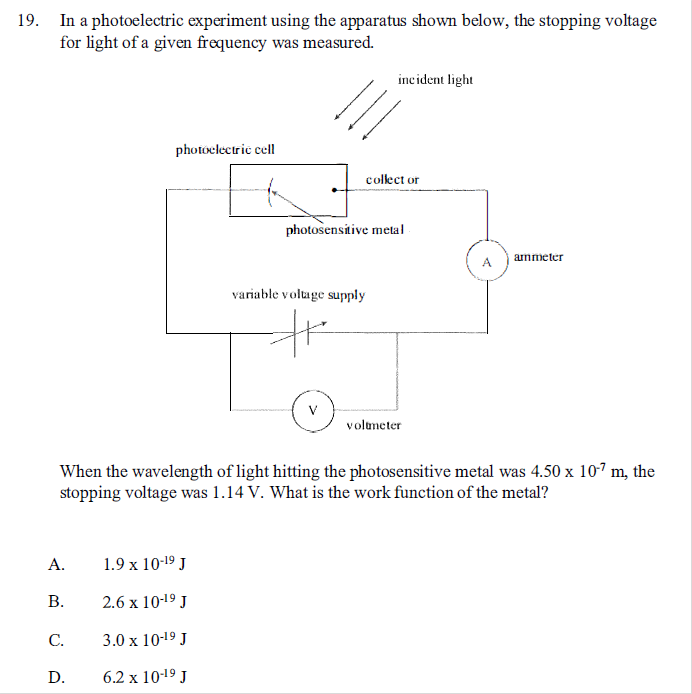 19. In a photoelectric experiment using the apparatus shown below, the stopping voltage
for light of a given frequency was measured.
incident light
photoelectric cell
collector
photosensitive metal
A
ammeter
variable voltage supply
V
voltmeter
When the wavelength of light hitting the photosensitive metal was 4.50 x 10⁻⁷ m, the
stopping voltage was 1.14 V. What is the work function of the metal?
A. 1.9 x 10⁻¹⁹ J
B. 2.6 x 10⁻¹⁹ J
C. 3.0 x 10⁻¹⁹ J
D. 6.2 x 10⁻¹⁹ J